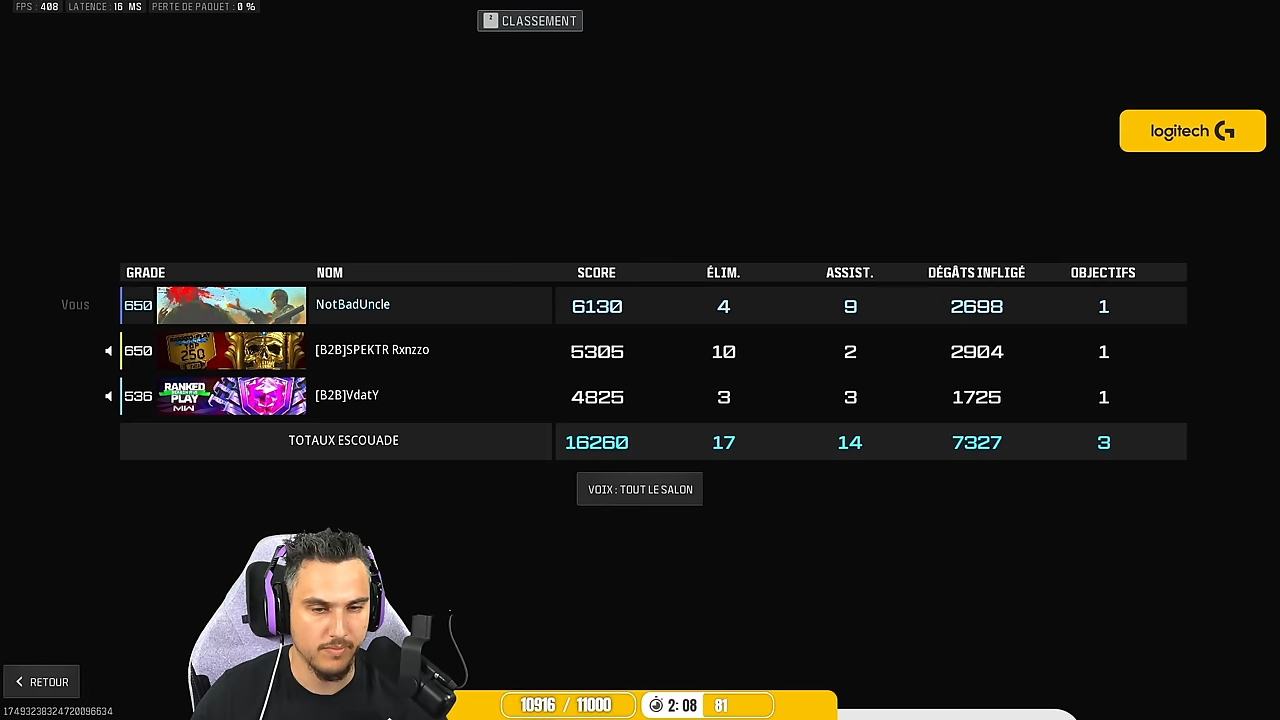 FPS : 408 LATENCE : 16 MS PERTE DE PAQUET : 0 %
CLASSEMENT
logitech G
GRADE NOM SCORE ÉLIM. ASSIST. DÉGÂTS INFLIGÉ OBJECTIFS
Vous 650 NotBadUncle 6130 4 9 2698 1
650 250 [B2B]SPEKTR Rxnzzo 5305 10 2 2904 1
536 RANKED PLAY MW [B2B]VdatY 4825 3 3 1725 1
TOTAUX ESCOUADE 16260 17 14 7327 3
VOIX : TOUT LE SALON
RETOUR
10916 / 11000 2:08 81
17493238324720096634